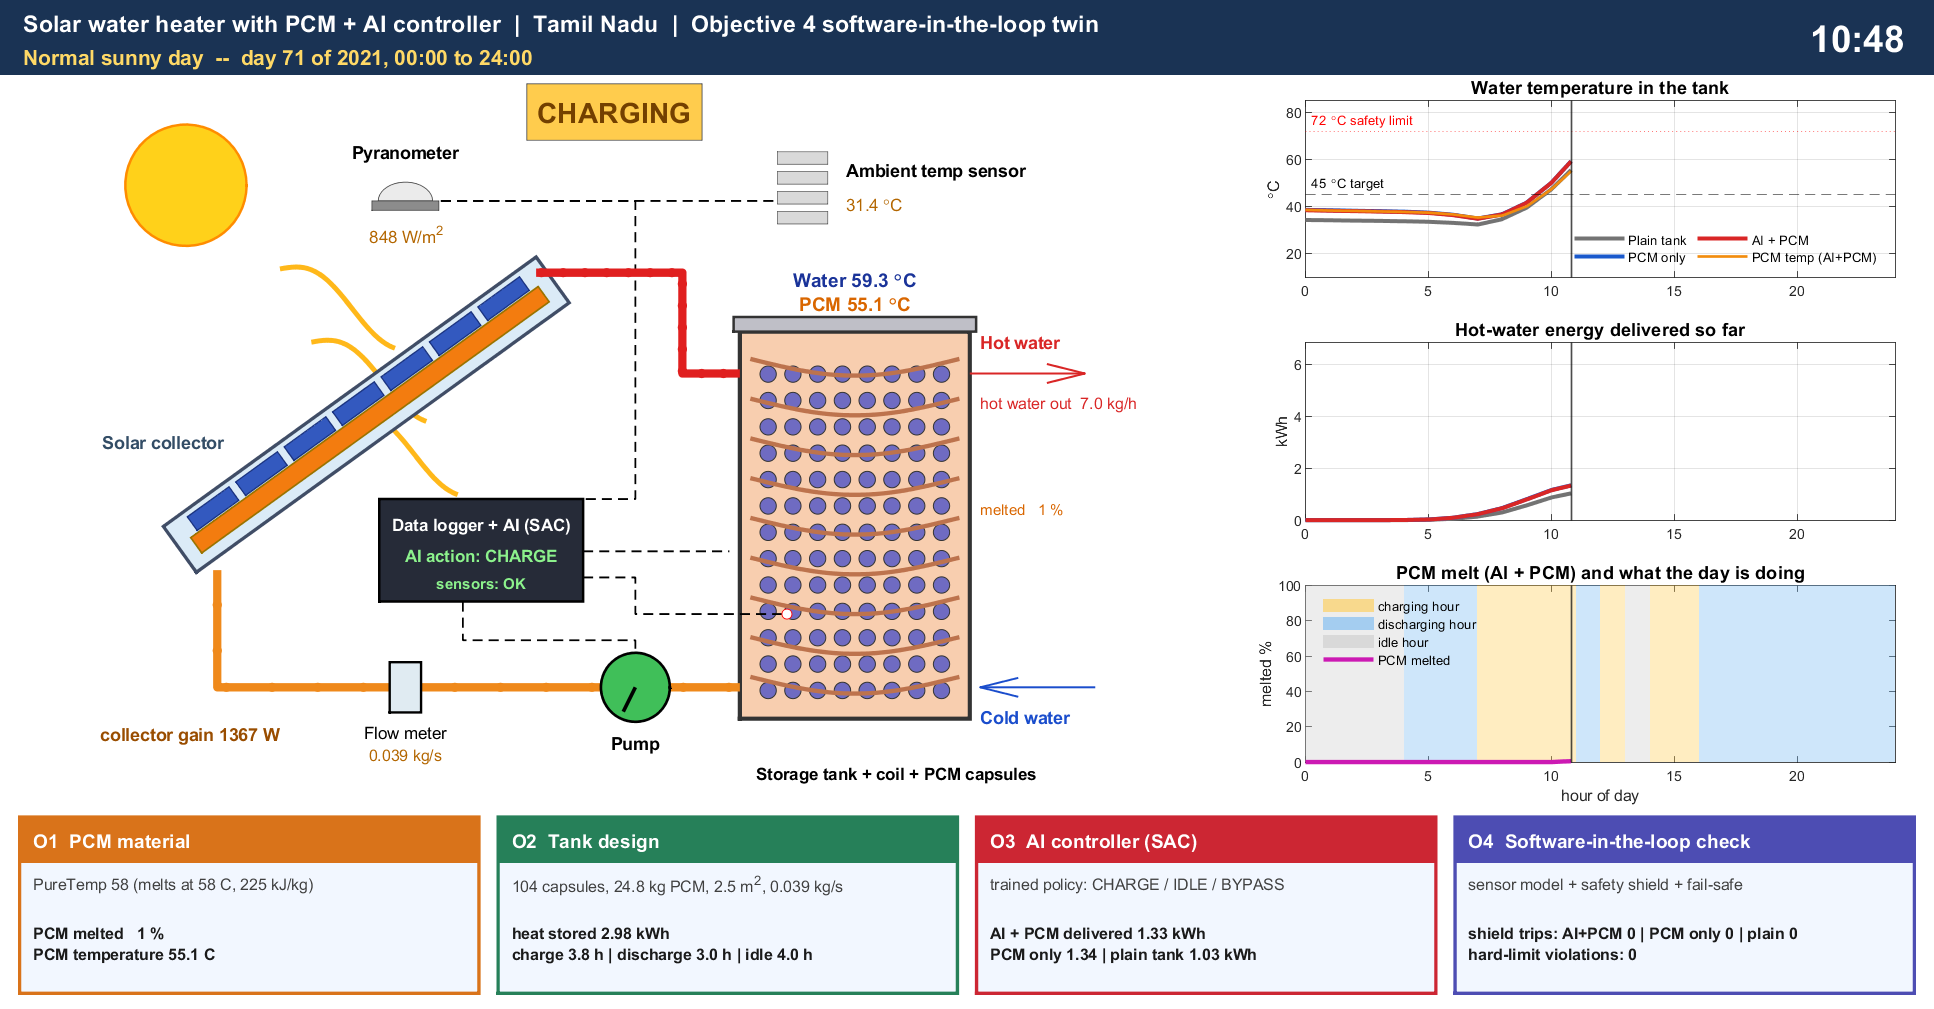 Solar water heater with PCM + AI controller | Tamil Nadu | Objective 4 software-in-the-loop twin
Normal sunny day -- day 71 of 2021, 00:00 to 24:00
10:48
CHARGING
Pyranometer
848 W/m2
Ambient temp sensor
31.4 °C
Water 59.3 °C
PCM 55.1 °C
Hot water
hot water out 7.0 kg/h
Solar collector
melted 1 %
Data logger + AI (SAC)
AI action: CHARGE
sensors: OK
Cold water
collector gain 1367 W
Flow meter
0.039 kg/s
Pump
Storage tank + coil + PCM capsules
Water temperature in the tank
80
60
40
20
°C
72 °C safety limit
45 °C target
Plain tank
AI + PCM
PCM only
PCM temp (AI+PCM)
0 5 10 15 20
Hot-water energy delivered so far
6
4
2
0
kWh
0 5 10 15 20
PCM melt (AI + PCM) and what the day is doing
100
80
60
40
20
0
melted %
charging hour
discharging hour
idle hour
PCM melted
0 5 10 15 20
hour of day
O1 PCM material
PureTemp 58 (melts at 58 C, 225 kJ/kg)
PCM melted 1 %
PCM temperature 55.1 C
O2 Tank design
104 capsules, 24.8 kg PCM, 2.5 m2, 0.039 kg/s
heat stored 2.98 kWh
charge 3.8 h | discharge 3.0 h | idle 4.0 h
O3 AI controller (SAC)
trained policy: CHARGE / IDLE / BYPASS
AI + PCM delivered 1.33 kWh
PCM only 1.34 | plain tank 1.03 kWh
O4 Software-in-the-loop check
sensor model + safety shield + fail-safe
shield trips: AI+PCM 0 | PCM only 0 | plain 0
hard-limit violations: 0